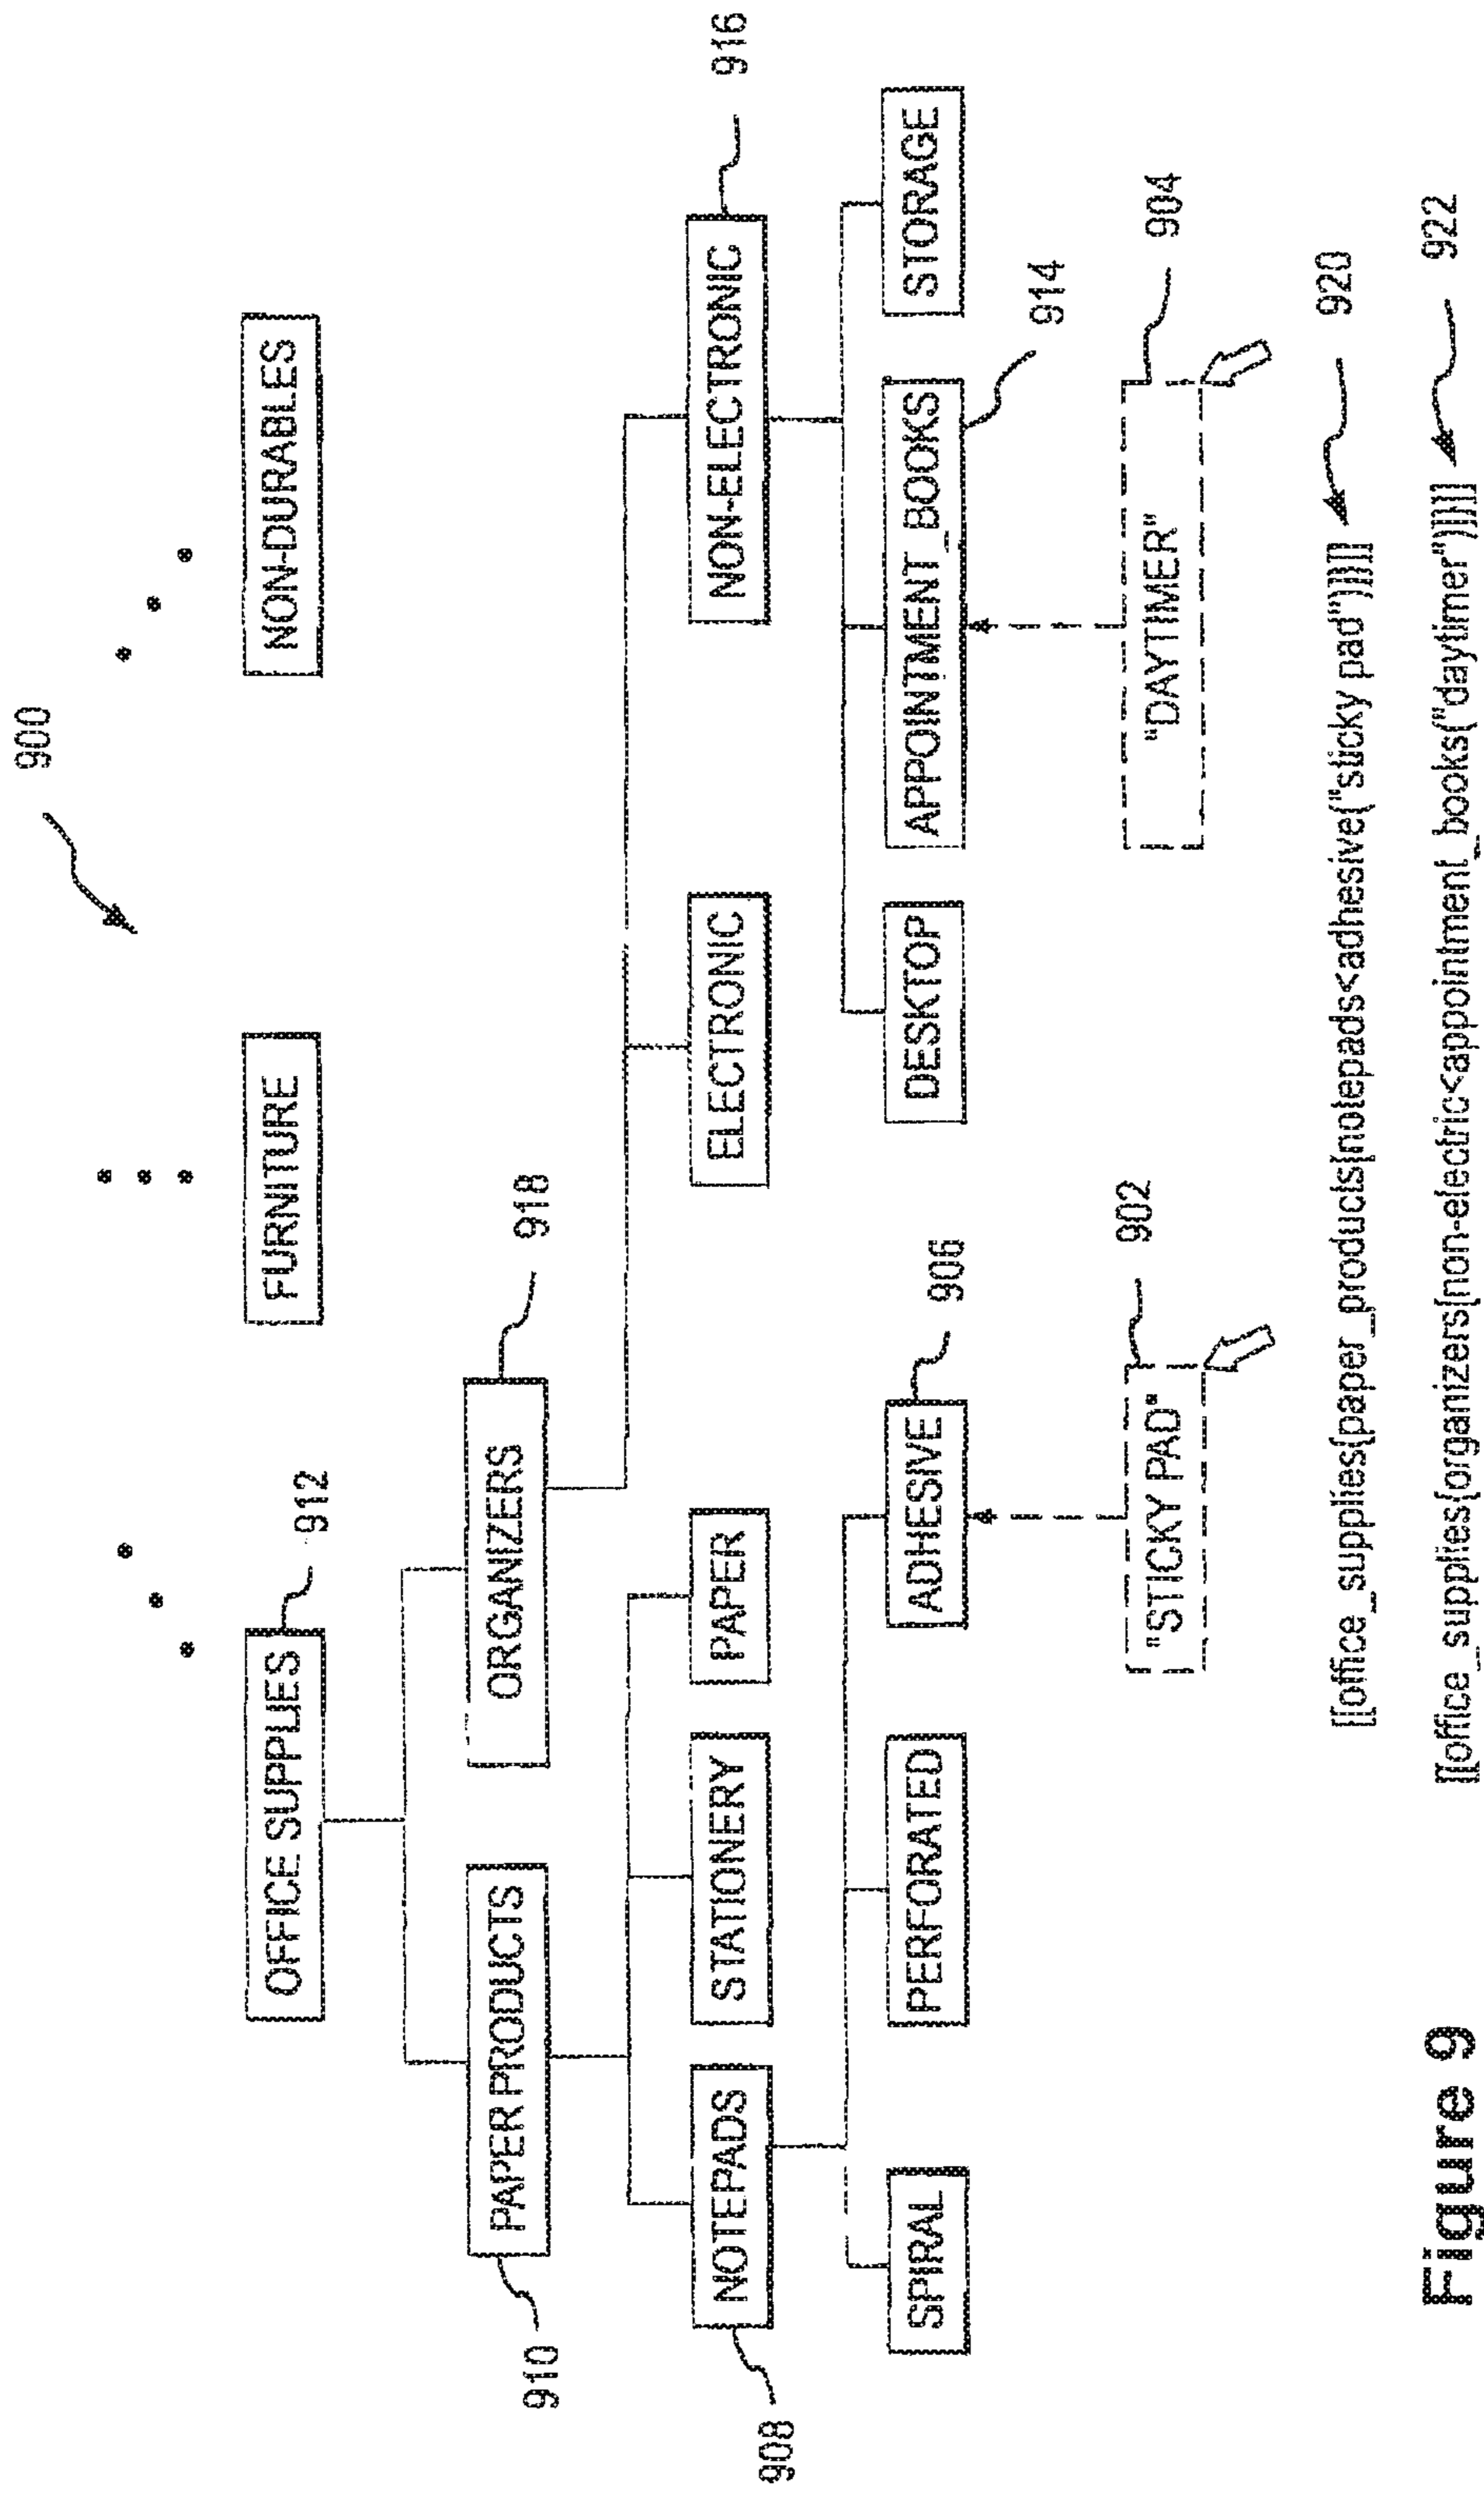 900
OFFICE SUPPLIES
912
FURNITURE
NON-DURABLES
910
PAPER PRODUCTS
ORGANIZERS
918
908
NOTEPADS
STATIONERY
PAPER
ELECTRONIC
NON-ELECTRONIC
916
SPIRAL
PERFORATED
ADHESIVE
906
DESKTOP
APPOINTMENT_BOOKS
914
STORAGE
"STICKY PAD"
902
"DAYTIMER"
904
[[office_supplies{paper_products[notepads<adhesive("sticky pad")]}]]
920
[[office_supplies{organizers[non-electric<appointment_books("daytimer")]}]]
922
Figure 9